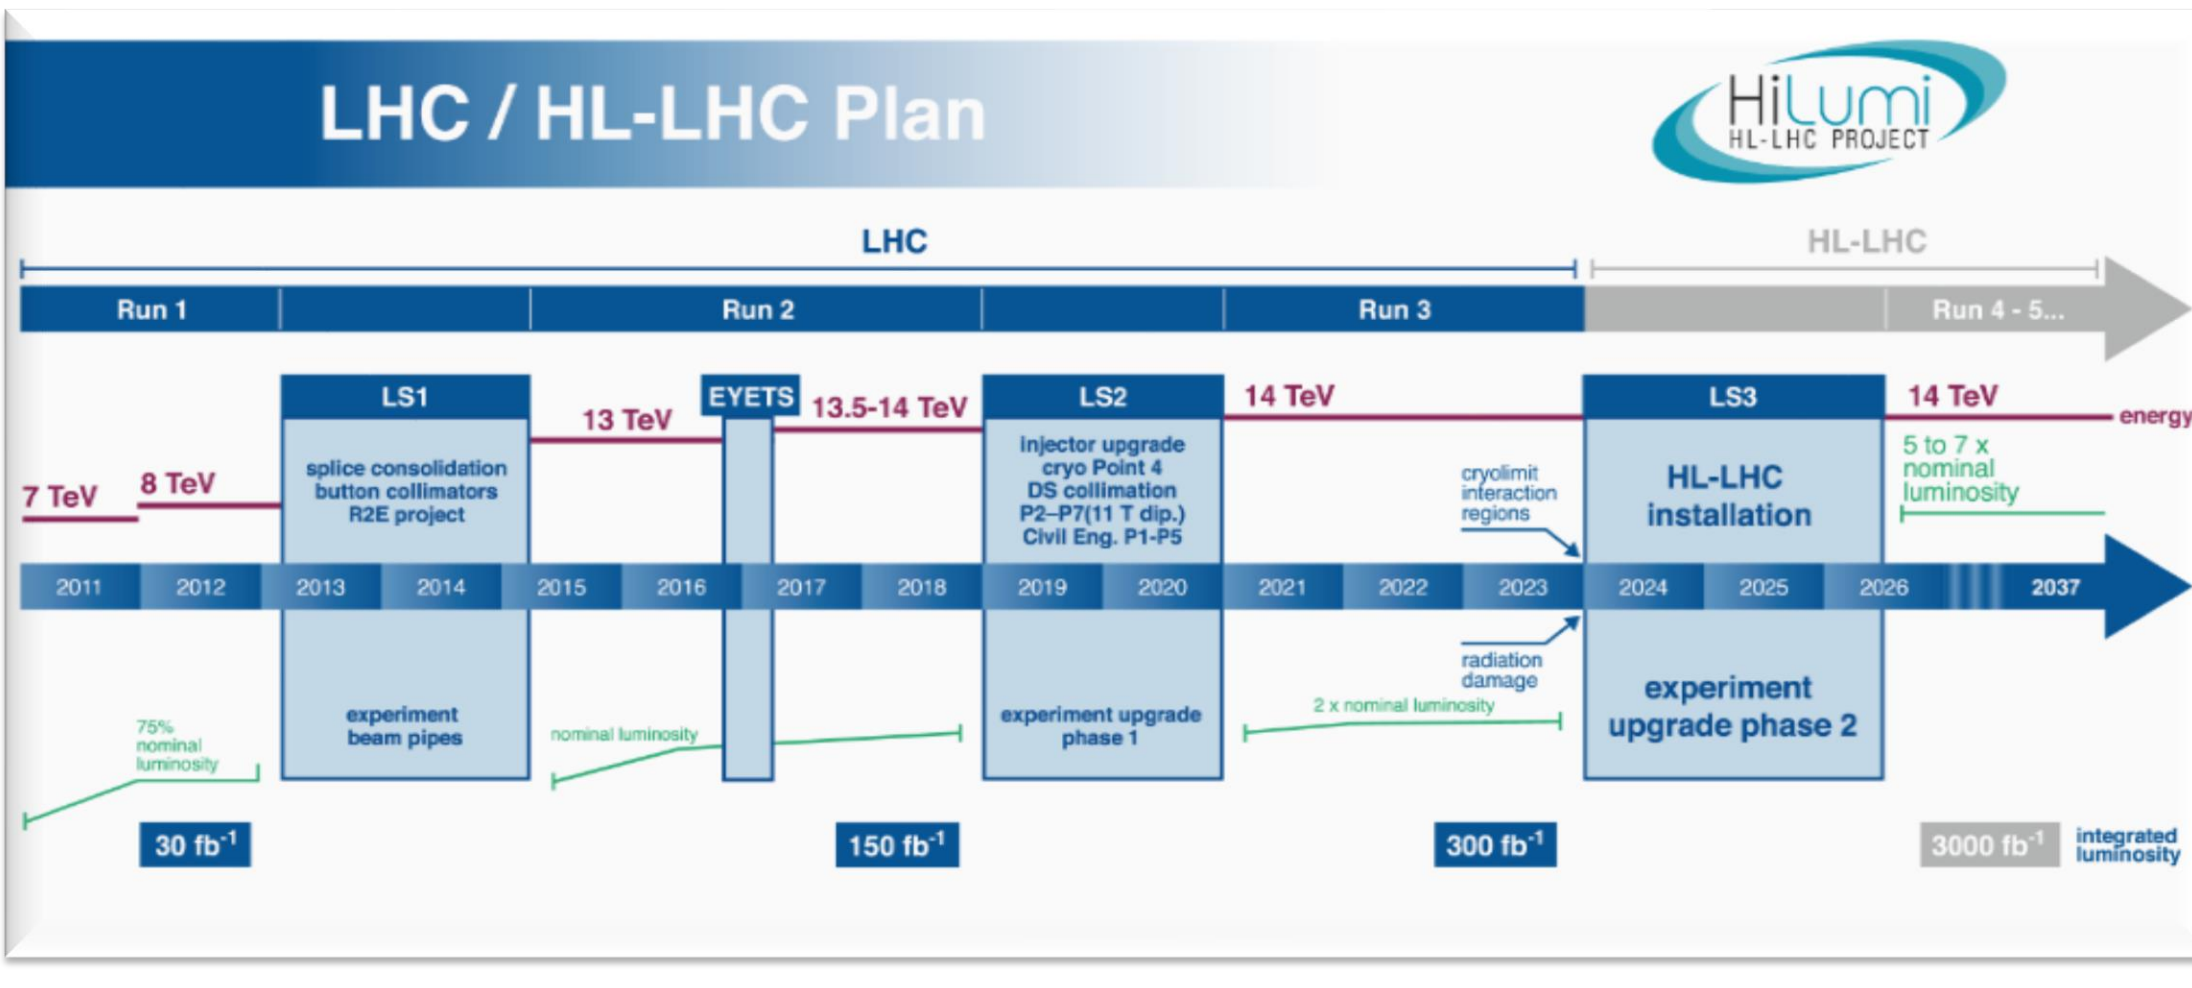 LHC / HL-LHC Plan
HiLumi
HL-LHC PROJECT
LHC
HL-LHC
Run 1
Run 2
Run 3
Run 4 - 5...
LS1
EYETS
LS2
LS3
7 TeV
8 TeV
13 TeV
13.5-14 TeV
14 TeV
14 TeV
energy
splice consolidation
button collimators
R2E project
injector upgrade
cryo Point 4
DS collimation
P2–P7(11 T dip.)
Civil Eng. P1-P5
cryolimit
interaction
regions
HL-LHC
installation
5 to 7 x
nominal
luminosity
2011 2012 2013 2014 2015 2016 2017 2018 2019 2020 2021 2022 2023 2024 2025 2026 2037
75%
nominal
luminosity
experiment
beam pipes
nominal luminosity
experiment upgrade
phase 1
radiation
damage
2 x nominal luminosity
experiment
upgrade phase 2
30 fb⁻¹
150 fb⁻¹
300 fb⁻¹
3000 fb⁻¹
integrated
luminosity